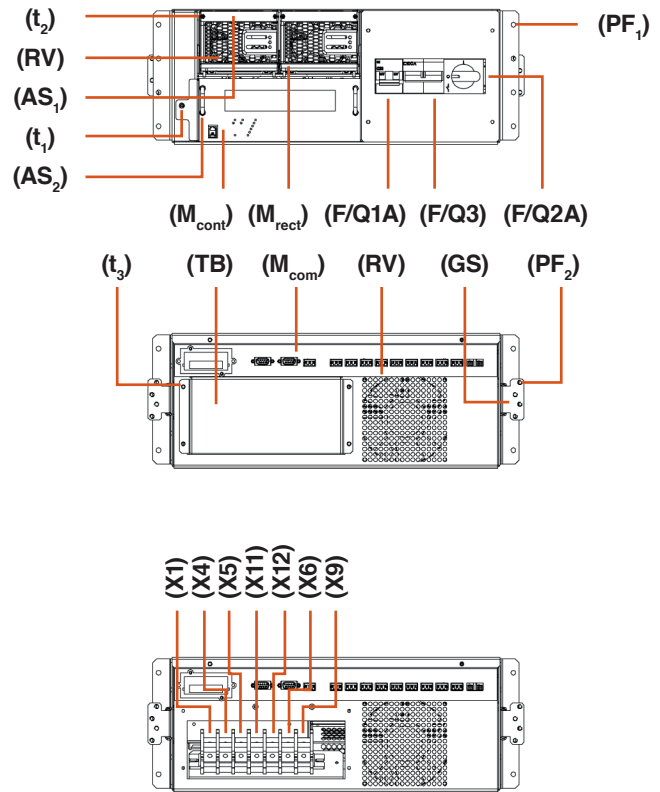 (t2) (PF1)
(RV)
(AS1)
(t1)
(AS2)
(Mcont) (Mrect) (F/Q1A) (F/Q3) (F/Q2A)
(t3) (TB) (Mcom) (RV) (GS) (PF2)
(X1) (X4) (X5) (X11) (X12) (X6) (X9)